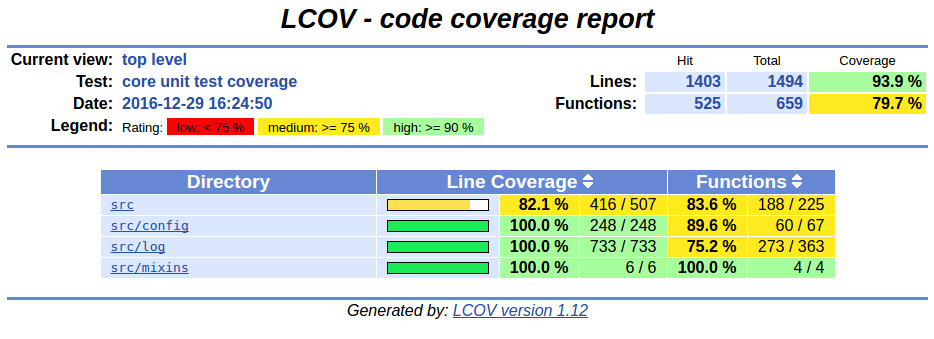 LCOV - code coverage report
Current view: top level
Hit Total Coverage
Test: core unit test coverage
Lines: 1403 1494 93.9 %
Date: 2016-12-29 16:24:50
Functions: 525 659 79.7 %
Legend: Rating: low: < 75 % medium: >= 75 % high: >= 90 %
Directory Line Coverage Functions
src 82.1 % 416 / 507 83.6 % 188 / 225
src/config 100.0 % 248 / 248 89.6 % 60 / 67
src/log 100.0 % 733 / 733 75.2 % 273 / 363
src/mixins 100.0 % 6 / 6 100.0 % 4 / 4
Generated by: LCOV version 1.12